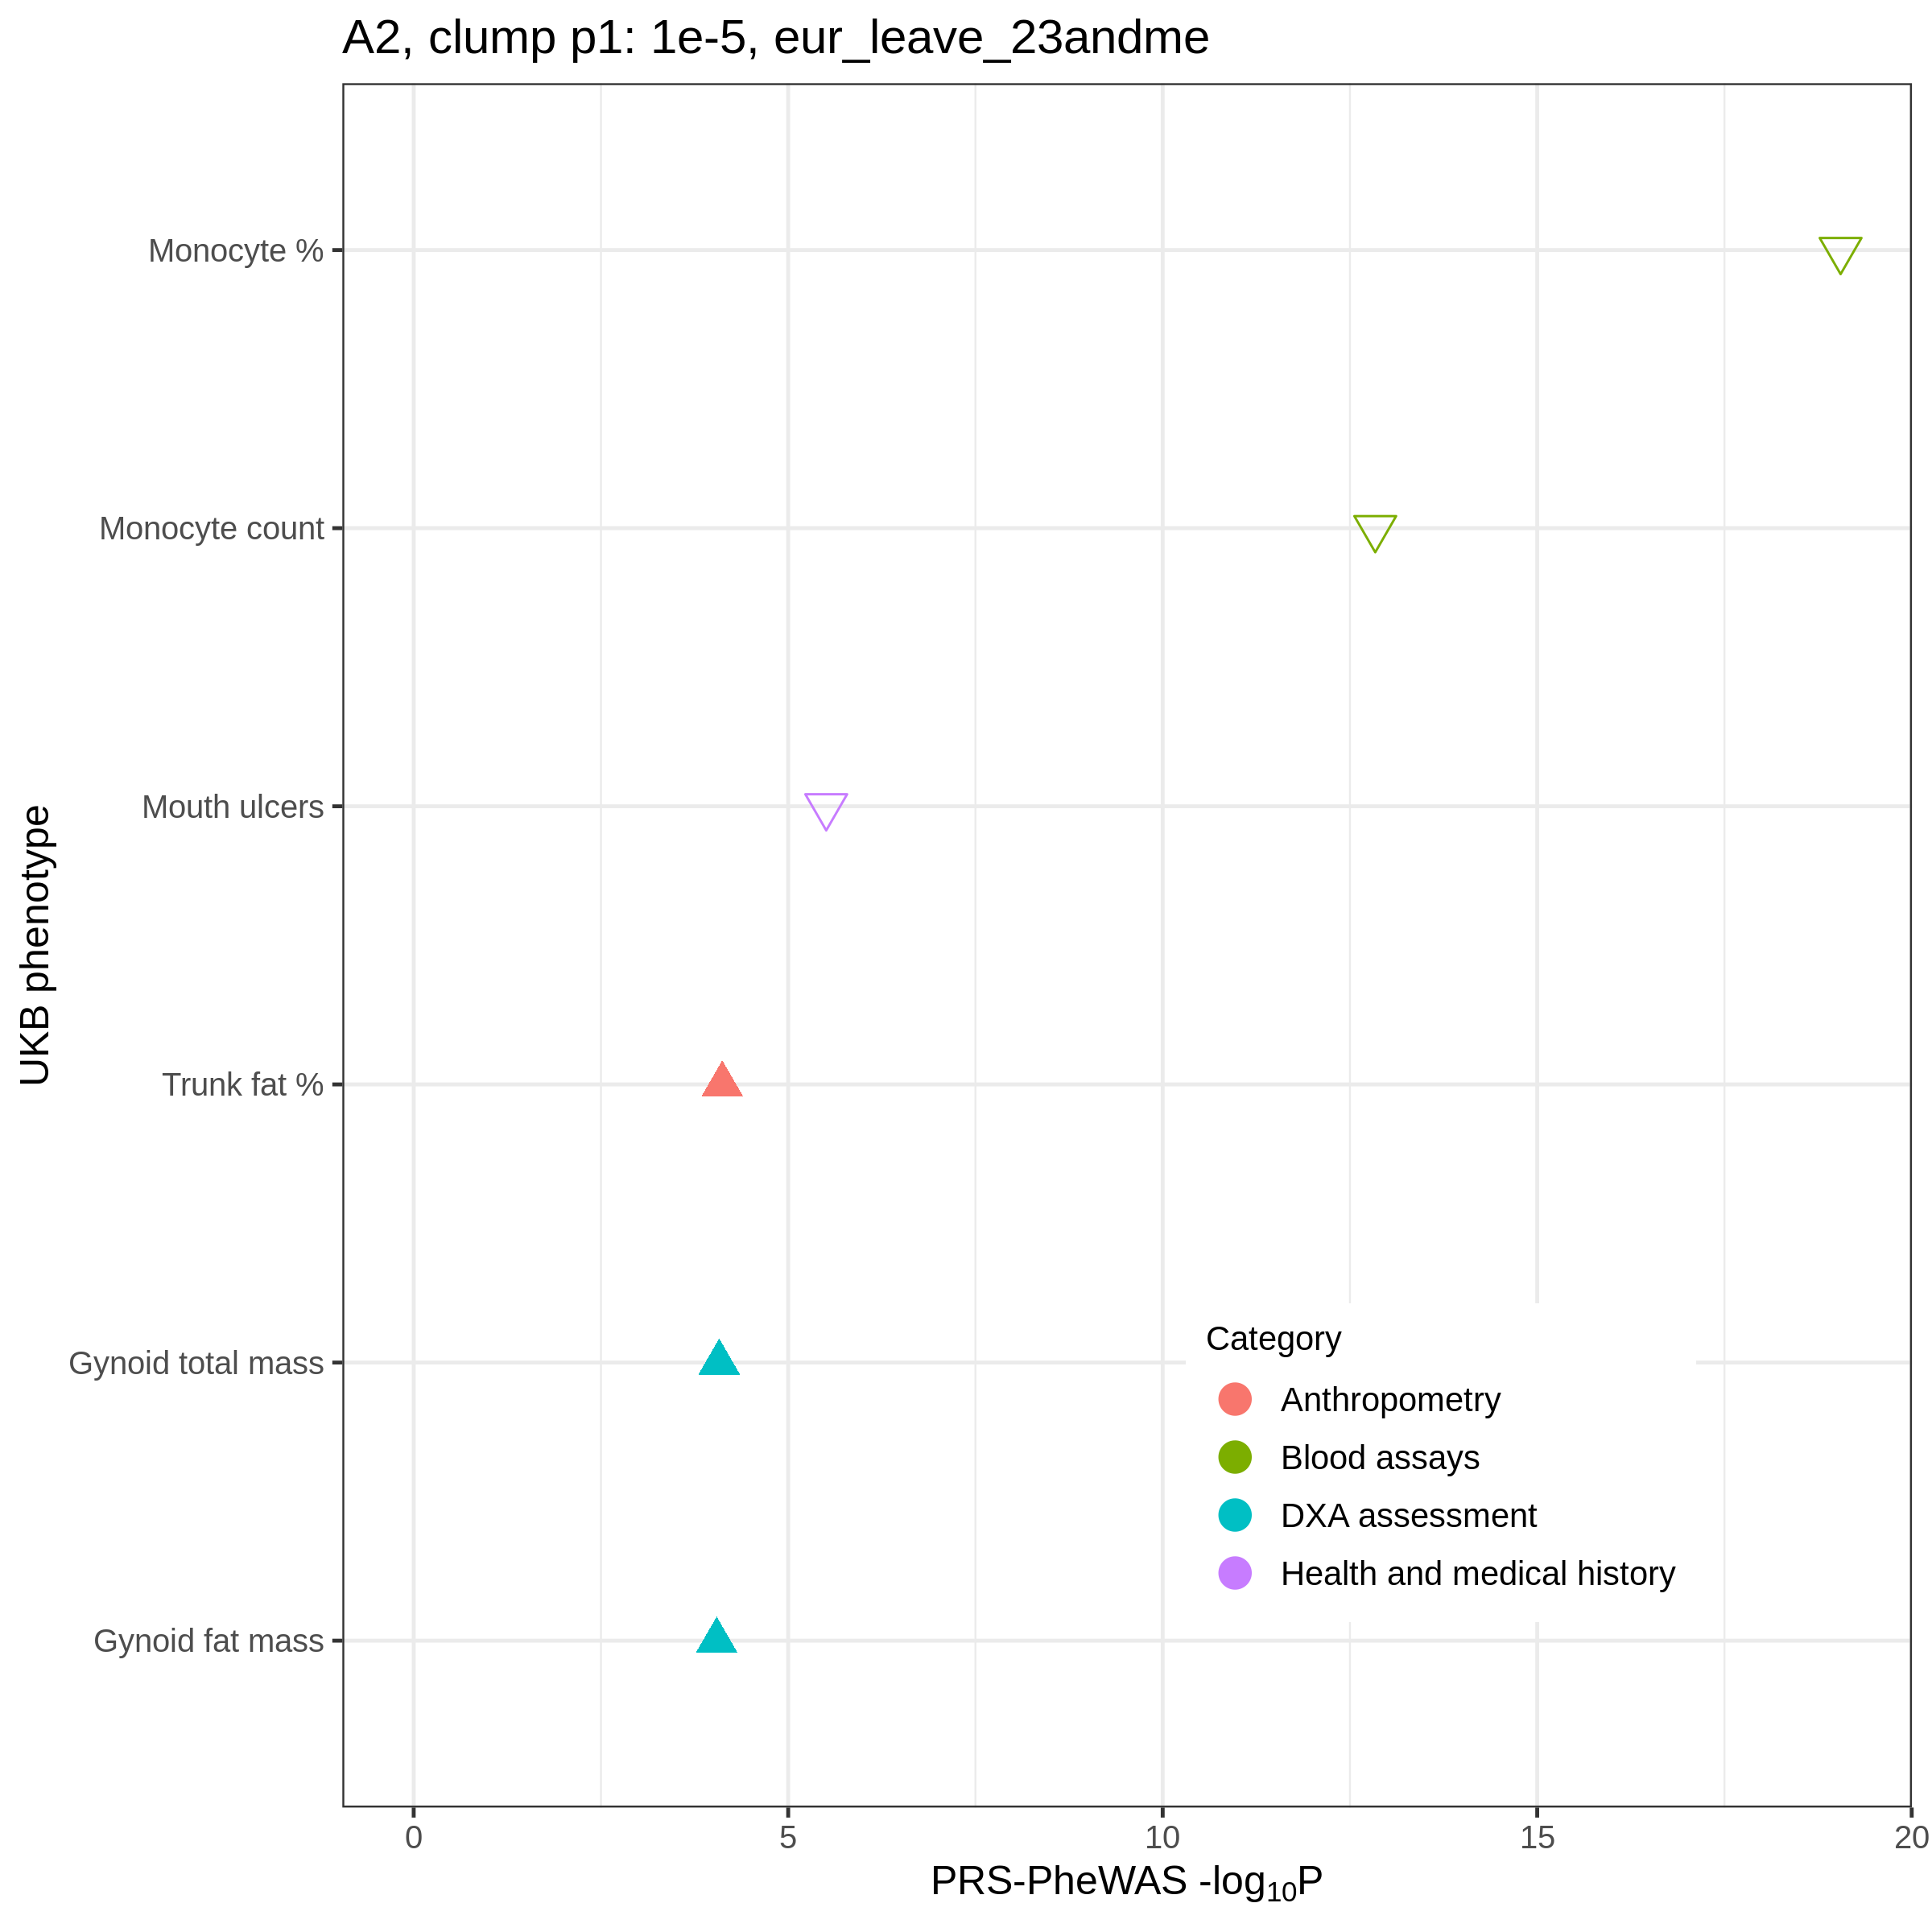 A2, clump p1: 1e-5, eur_leave_23andme
Monocyte %
Monocyte count
Mouth ulcers
Trunk fat %
Gynoid total mass
Gynoid fat mass
UKB phenotype
Category
Anthropometry
Blood assays
DXA assessment
Health and medical history
0 5 10 15 20
PRS-PheWAS -log10P